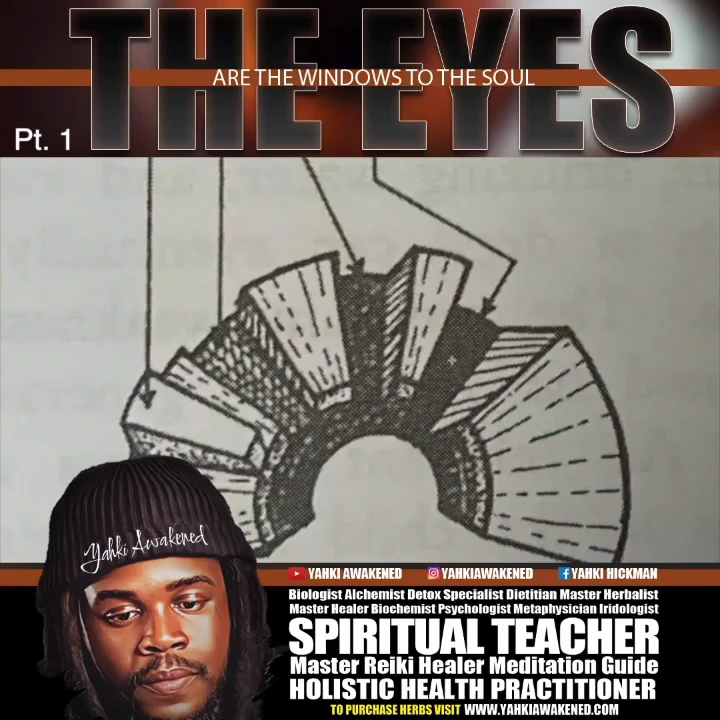 THE EYES
ARE THE WINDOWS TO THE SOUL
Pt. 1
Yahki Awakened
YAHKI AWAKENED YAHKIAWAKENED YAHKI HICKMAN
Biologist Alchemist Detox Specialist Dietitian Master Herbalist
Master Healer Biochemist Psychologist Metaphysician Iridologist
SPIRITUAL TEACHER
Master Reiki Healer Meditation Guide
HOLISTIC HEALTH PRACTITIONER
TO PURCHASE HERBS VISIT WWW.YAHKIAWAKENED.COM